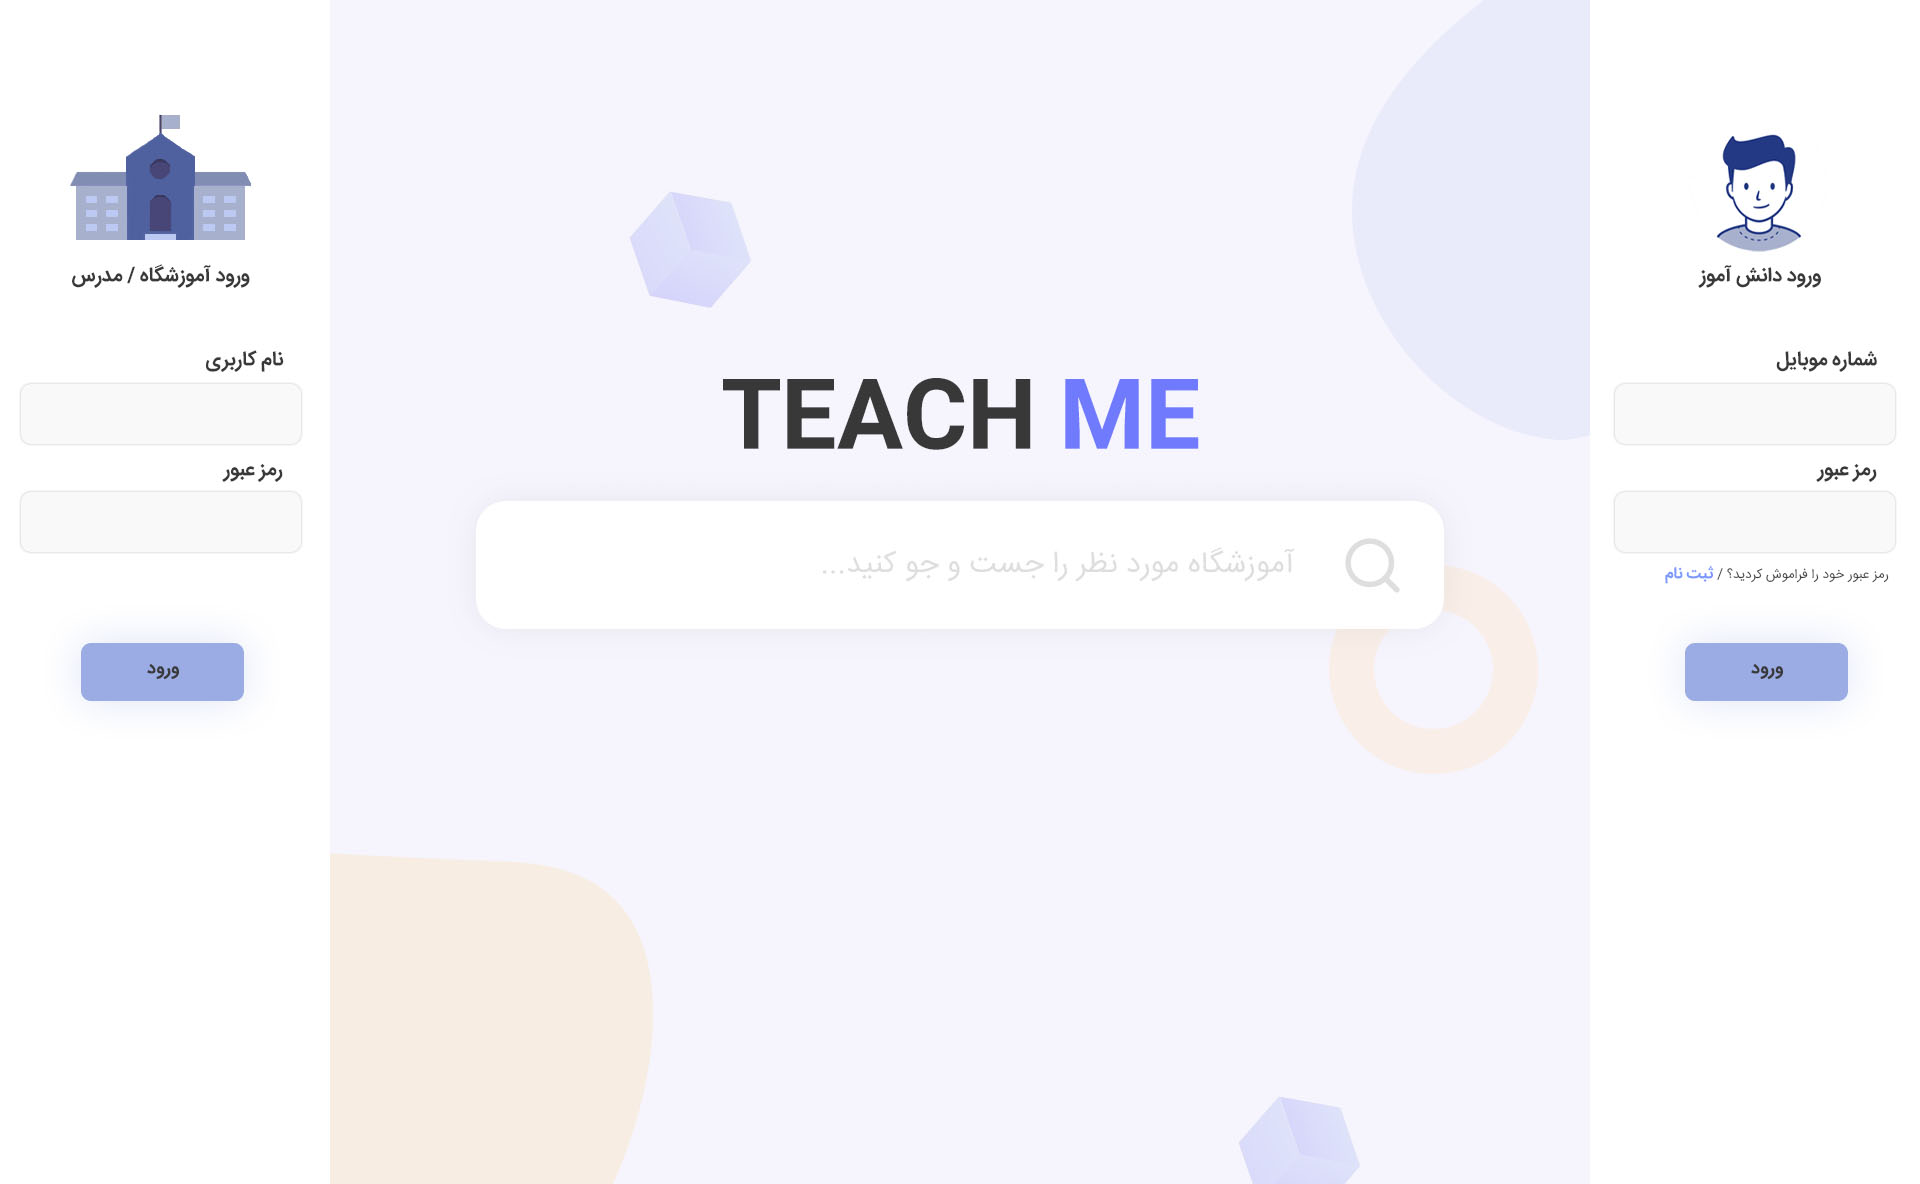 ورود دانش آموز
شماره موبایل
رمز عبور
رمز عبور خود را فراموش کردید؟ / ثبت نام
ورود
TEACH ME
آموزشگاه مورد نظر را جست و جو کنید...
ورود آموزشگاه / مدرس
نام کاربری
رمز عبور
ورود